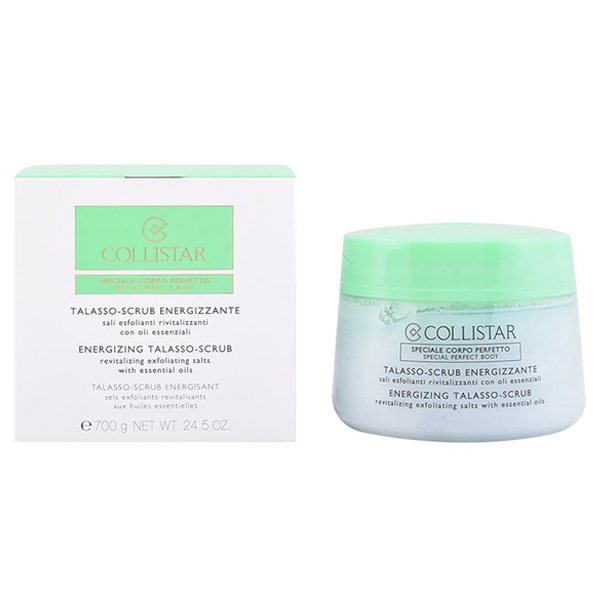 COLLISTAR
SPECIALE CORPO PERFETTO
SPECIAL PERFECT BODY
TALASSO-SCRUB ENERGIZZANTE
sali esfolianti rivitalizzanti
con oli essenziali
ENERGIZING TALASSO-SCRUB
revitalizing exfoliating salts
with essential oils
TALASSO-SCRUB ENERGISANT
sels exfoliants revitalisants
aux huiles essentielles
℮ 700 g NET WT. 24.5 OZ.
COLLISTAR
SPECIALE CORPO PERFETTO
SPECIAL PERFECT BODY
TALASSO-SCRUB ENERGIZZANTE
sali esfolianti rivitalizzanti con oli essenziali
ENERGIZING TALASSO-SCRUB
revitalizing exfoliating salts with essential oils